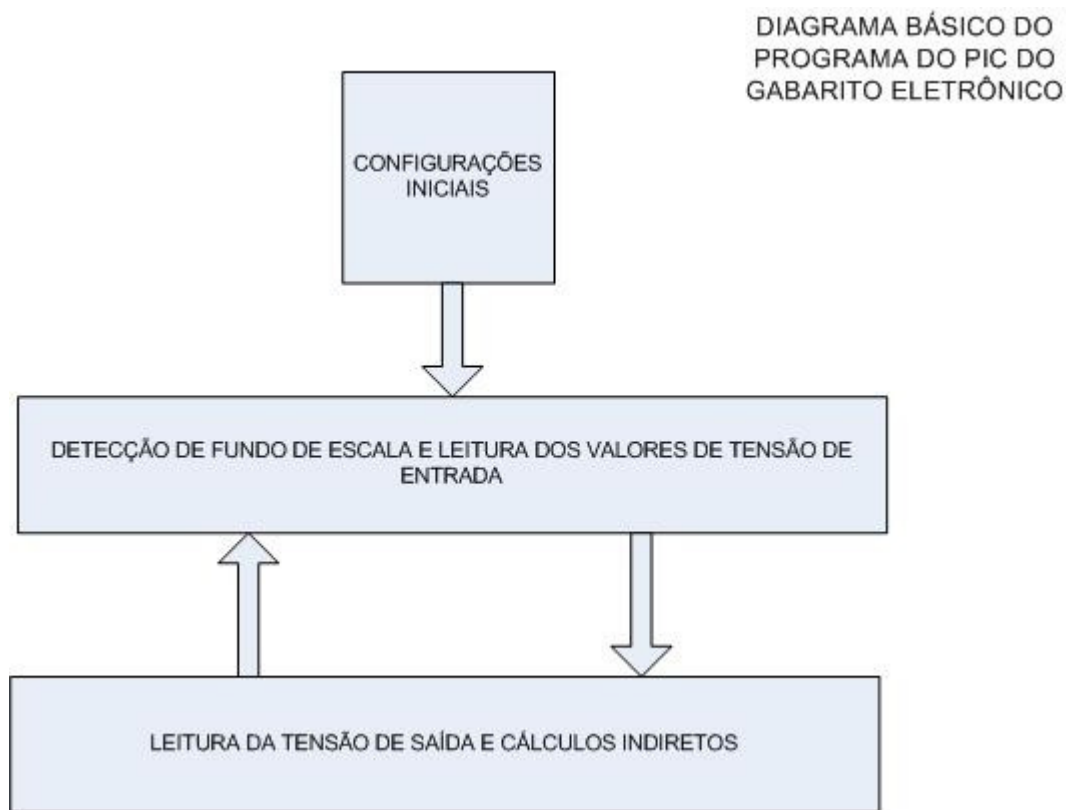 DIAGRAMA BÁSICO DO
PROGRAMA DO PIC DO
GABARITO ELETRÔNICO
CONFIGURAÇÕES
INICIAIS
DETECÇÃO DE FUNDO DE ESCALA E LEITURA DOS VALORES DE TENSÃO DE
ENTRADA
LEITURA DA TENSÃO DE SAÍDA E CÁLCULOS INDIRETOS